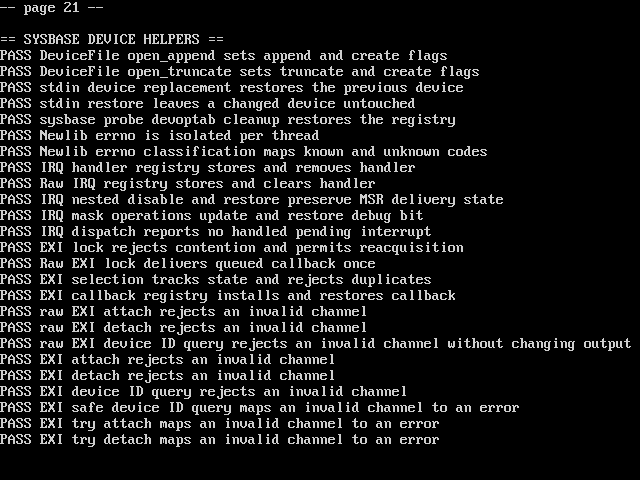 -- page 21 --
== SYSBASE DEVICE HELPERS ==
PASS DeviceFile open_append sets append and create flags
PASS DeviceFile open_truncate sets truncate and create flags
PASS stdin device replacement restores the previous device
PASS stdin restore leaves a changed device untouched
PASS sysbase probe devoptab cleanup restores the registry
PASS Newlib errno is isolated per thread
PASS Newlib errno classification maps known and unknown codes
PASS IRQ handler registry stores and removes handler
PASS Raw IRQ registry stores and clears handler
PASS IRQ nested disable and restore preserve MSR delivery state
PASS IRQ mask operations update and restore debug bit
PASS IRQ dispatch reports no handled pending interrupt
PASS EXI lock rejects contention and permits reacquisition
PASS Raw EXI lock delivers queued callback once
PASS EXI selection tracks state and rejects duplicates
PASS EXI callback registry installs and restores callback
PASS raw EXI attach rejects an invalid channel
PASS raw EXI detach rejects an invalid channel
PASS raw EXI device ID query rejects an invalid channel without changing output
PASS EXI attach rejects an invalid channel
PASS EXI detach rejects an invalid channel
PASS EXI device ID query rejects an invalid channel
PASS EXI safe device ID query maps an invalid channel to an error
PASS EXI try attach maps an invalid channel to an error
PASS EXI try detach maps an invalid channel to an error